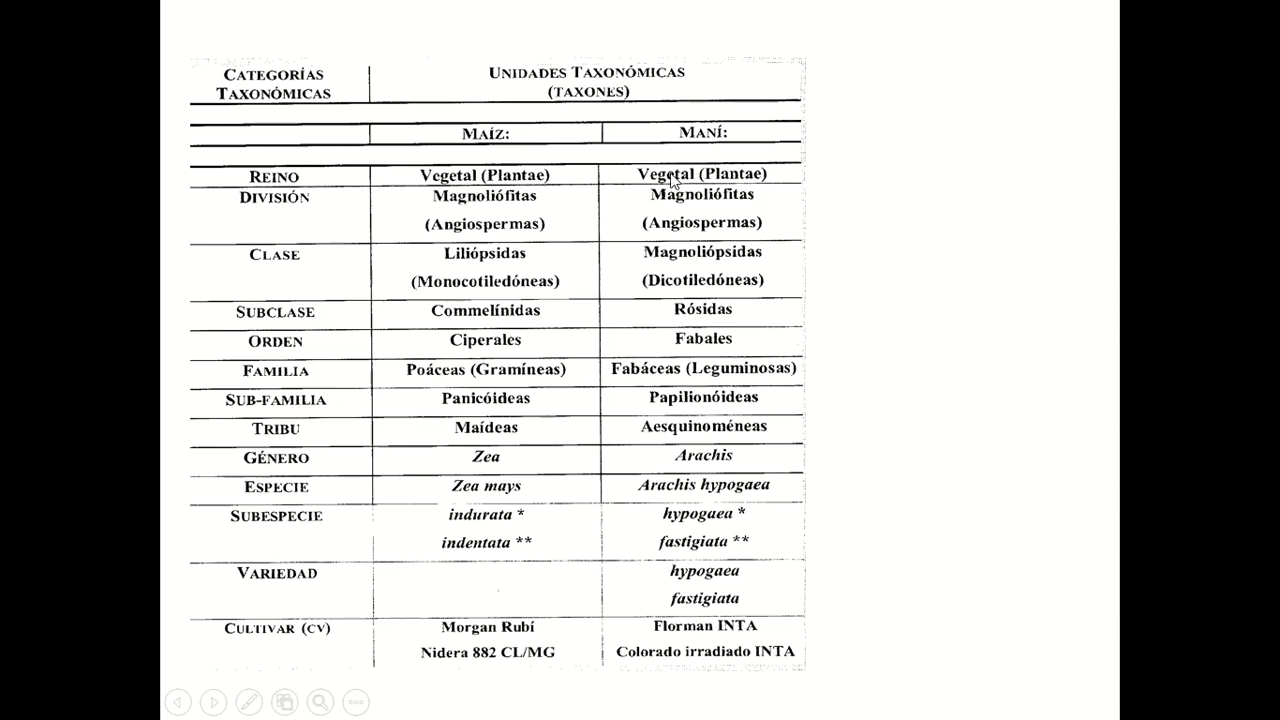 CATEGORÍAS TAXONÓMICAS UNIDADES TAXONÓMICAS (TAXONES)
MAÍZ: MANÍ:
REINO Vegetal (Plantae) Vegetal (Plantae)
DIVISIÓN Magnoliófitas Magnoliófitas
(Angiospermas) (Angiospermas)
CLASE Liliópsidas Magnoliópsidas
(Monocotiledóneas) (Dicotiledóneas)
SUBCLASE Commelínidas Rósidas
ORDEN Ciperales Fabales
FAMILIA Poáceas (Gramíneas) Fabáceas (Leguminosas)
SUB-FAMILIA Panicóideas Papilionóideas
TRIBU Maídeas Aesquinoméneas
GÉNERO Zea Arachis
ESPECIE Zea mays Arachis hypogaea
SUBESPECIE indurata * hypogaea *
indentata ** fastigiata **
VARIEDAD hypogaea
fastigiata
CULTIVAR (CV) Morgan Rubí Florman INTA
Nidera 882 CL/MG Colorado irradiado INTA